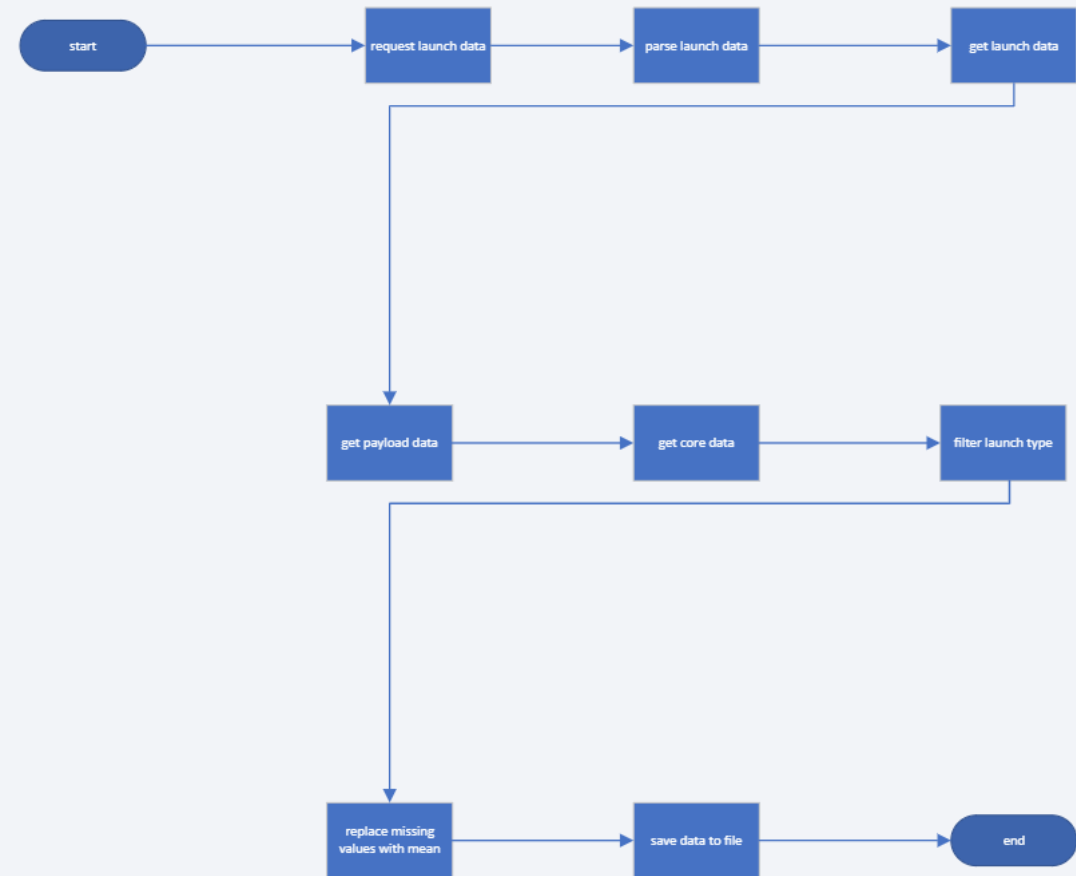 start
request launch data
parse launch data
get launch data
get payload data
get core data
filter launch type
replace missing
values with mean
save data to file
end